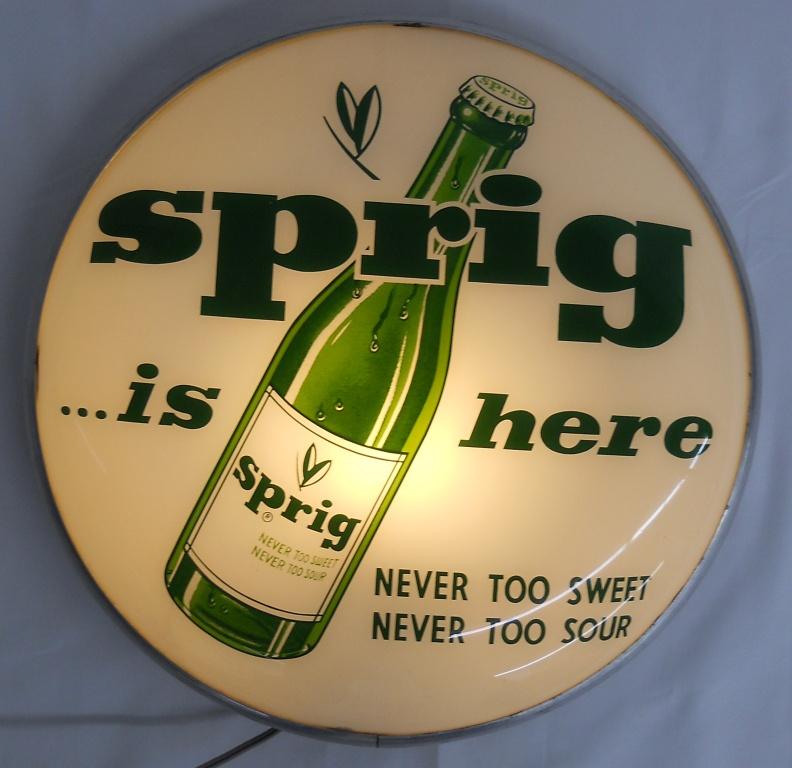 sprig
sprig
...is here
sprig
®
NEVER TOO SWEET
NEVER TOO SOUR
NEVER TOO SWEET
NEVER TOO SOUR